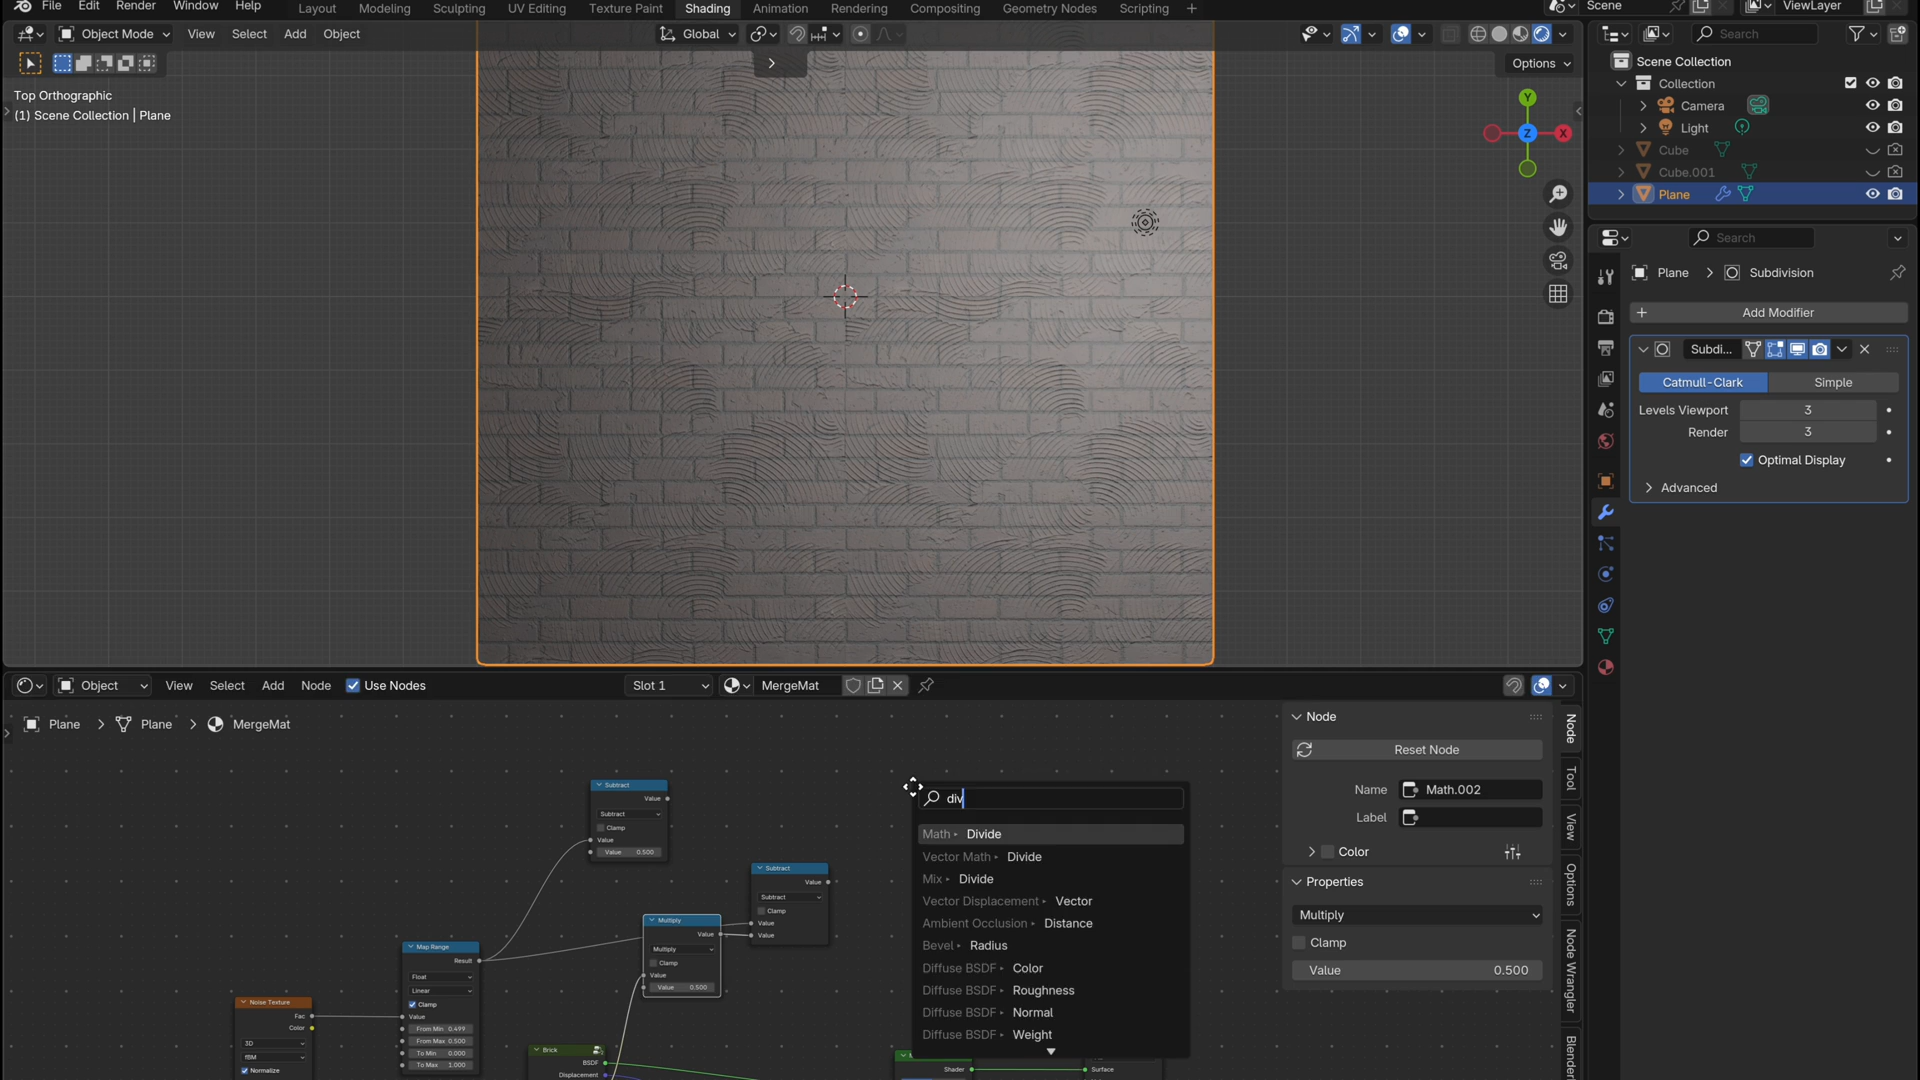 File Edit Render Window Help Layout Modeling Sculpting UV Editing Texture Paint Shading Animation Rendering Compositing Geometry Nodes Scripting + Scene ViewLayer
Object Mode View Select Add Object Global Search
Options
Top Orthographic
(1) Scene Collection | Plane
Y
Z
X
Scene Collection
Collection
Camera
Light
Cube
Cube.001
Plane
Search
Plane > Subdivision
+ Add Modifier
Subdi...
Catmull-Clark Simple
Levels Viewport 3
Render 3
Optimal Display
Advanced
Object View Select Add Node Use Nodes Slot 1 MergeMat
Plane > Plane > MergeMat
Subtract
Value
Subtract
Clamp
Value
Value 0.500
Subtract
Value
Subtract
Clamp
Value
Value
Multiply
Value
Multiply
Clamp
Value
Value 0.500
Map Range
Result
Float
Linear
Clamp
Value
From Min 0.499
From Max 0.500
To Min 0.000
To Max 1.000
Noise Texture
Fac
Color
3D
fBM
Normalize
Brick
BSDF
Displacement
Shader
Surface
div
Math Divide
Vector Math Divide
Mix Divide
Vector Displacement Vector
Ambient Occlusion Distance
Bevel Radius
Diffuse BSDF Color
Diffuse BSDF Roughness
Diffuse BSDF Normal
Diffuse BSDF Weight
Node
Reset Node
Name Math.002
Label
Color
Properties
Multiply
Clamp
Value 0.500
Node
Tool
View
Options
Node Wrangler
Blender